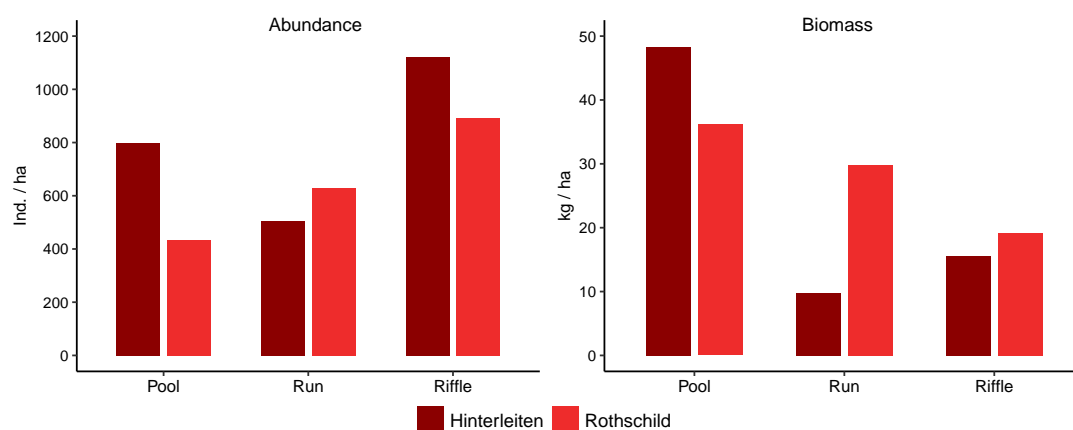 Abundance
Ind. / ha
1200
1000
800
600
400
200
0
Pool Run Riffle
Biomass
kg / ha
50
40
30
20
10
0
Pool Run Riffle
Hinterleiten Rothschild